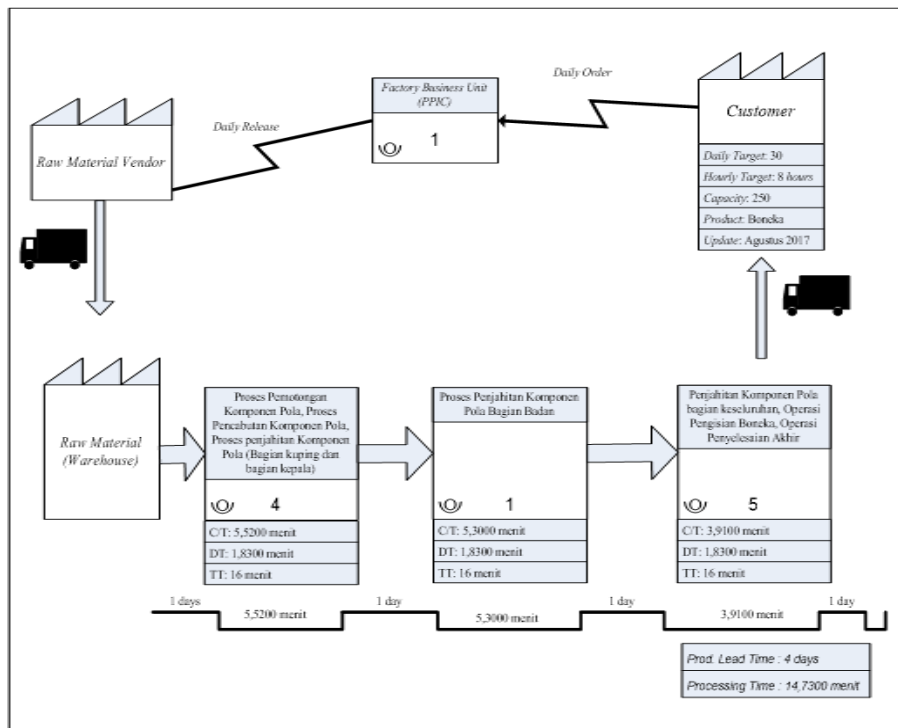 Factory Business Unit
(PPIC)
1
Daily Order
Daily Release
Customer
Daily Target: 30
Hourly Target: 8 hours
Capacity: 250
Product: Boneka
Update: Agustus 2017
Raw Material Vendor
Raw Material
(Warehouse)
Proses Pemotongan
Komponen Pola, Proses
Pencabutan Komponen Pola,
Proses penjahitan Komponen
Pola (Bagian kuping dan
bagian kepala)
4
C/T: 5,5200 menit
DT: 1,8300 menit
TT: 16 menit
Proses Penjahitan Komponen
Pola Bagian Badan
1
C/T: 5,3000 menit
DT: 1,8300 menit
TT: 16 menit
Penjahitan Komponen Pola
bagian keseluruhan, Operasi
Pengisian Boneka, Operasi
Penyelesaian Akhir
5
C/T: 3,9100 menit
DT: 1,8300 menit
TT: 16 menit
1 days
5,5200 menit
1 day
5,3000 menit
1 day
3,9100 menit
1 day
Prod. Lead Time : 4 days
Processing Time : 14,7300 menit